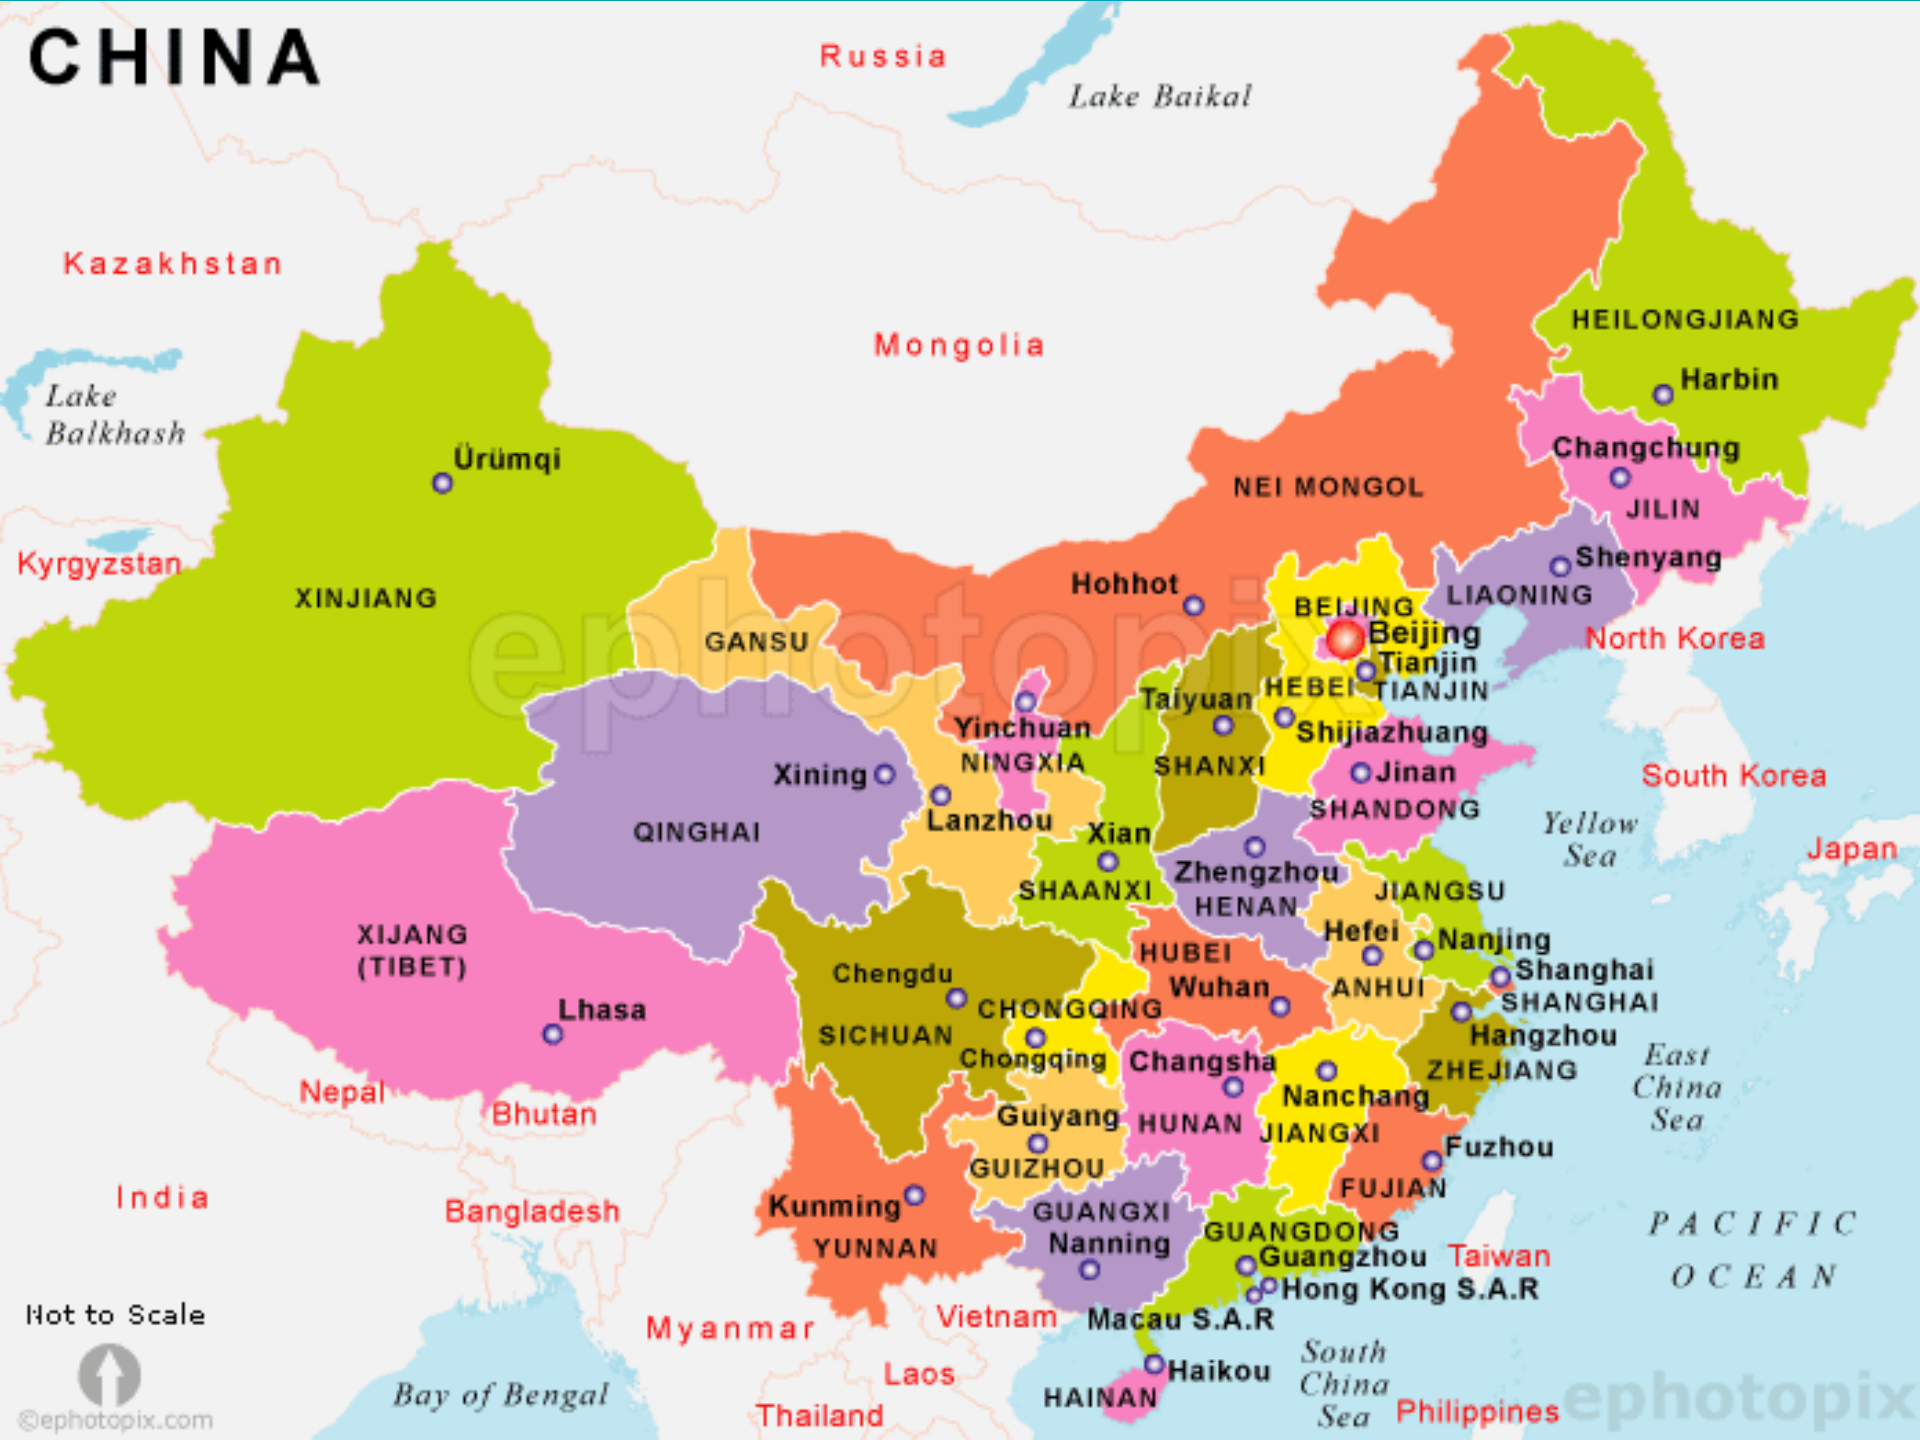 CHINA
Russia
Lake Baikal
Kazakhstan
Mongolia
HEILONGJIANG
Harbin
Lake
Balkhash
Ürümqi
Changchung
NEI MONGOL
JILIN
Kyrgyzstan
Shenyang
XINJIANG
Hohhot
LIAONING
BEIJING
Beijing
GANSU
North Korea
Tianjin
HEBEI
TIANJIN
Taiyuan
Yinchuan
Shijiazhuang
NINGXIA
SHANXI
Xining
Jinan
South Korea
SHANDONG
Lanzhou
QINGHAI
Xian
Yellow
Sea
Japan
Zhengzhou
SHAANXI
JIANGSU
HENAN
XIJANG
(TIBET)
Hefei
Nanjing
HUBEI
Chengdu
Shanghai
Wuhan
ANHUI
SHANGHAI
CHONGQING
Lhasa
SICHUAN
Hangzhou
Chongqing
Changsha
ZHEJIANG
East
China
Sea
Nepal
Nanchang
Bhutan
Guiyang
HUNAN
JIANGXI
Fuzhou
GUIZHOU
FUJIAN
India
Bangladesh
Kunming
GUANGXI
GUANGDONG
PACIFIC
OCEAN
YUNNAN
Nanning
Guangzhou
Taiwan
Hong Kong S.A.R
Not to Scale
Myanmar
Vietnam
Macau S.A.R
South
China
Sea
Laos
Haikou
Bay of Bengal
HAINAN
Thailand
Philippines
©ephotopix.com
ephotopix
ephotopix